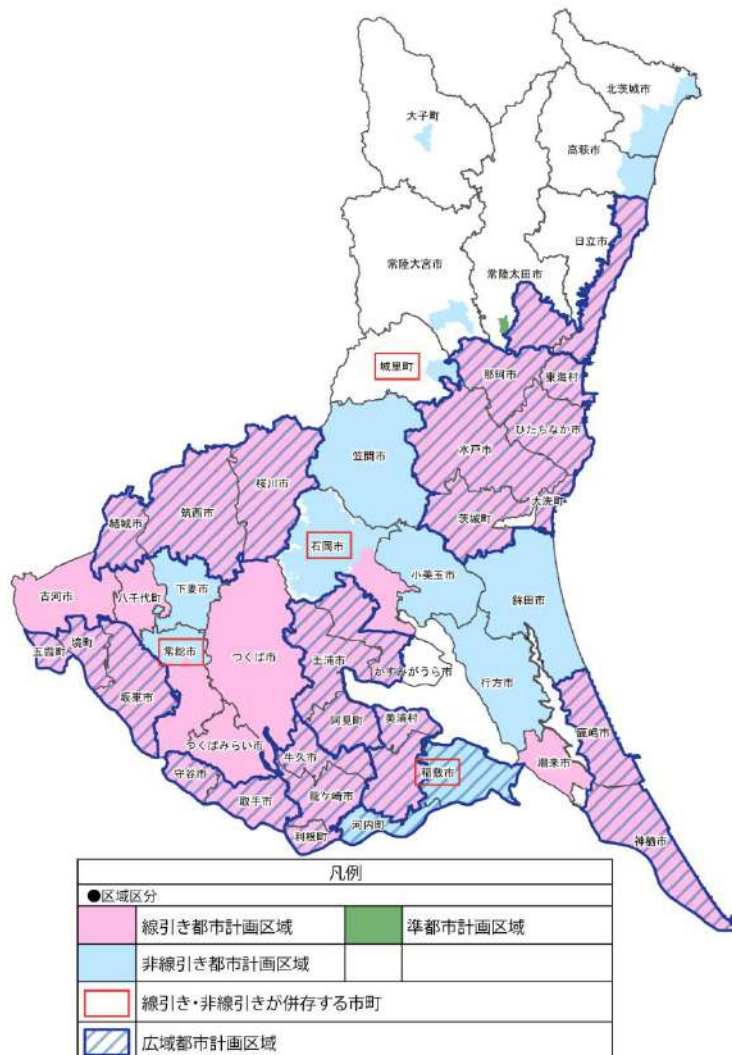 北茨城市
大子町
高萩市
日立市
常陸大宮市
常陸太田市
城里町
那珂市
東海村
ひたちなか市
笠間市
水戸市
桜川市
大洗町
筑西市
茨城町
結城市
石岡市
小美玉市
下妻市
鉾田市
古河市
八千代町
常総市
つくば市
境町
五霞町
土浦市
かすみがうら市
行方市
坂東市
阿見町
美浦村
鹿嶋市
つくばみらい市
牛久市
潮来市
稲敷市
守谷市
龍ケ崎市
取手市
河内町
利根町
神栖市
凡例
●区域区分
線引き都市計画区域
準都市計画区域
非線引き都市計画区域
線引き・非線引きが併存する市町
広域都市計画区域